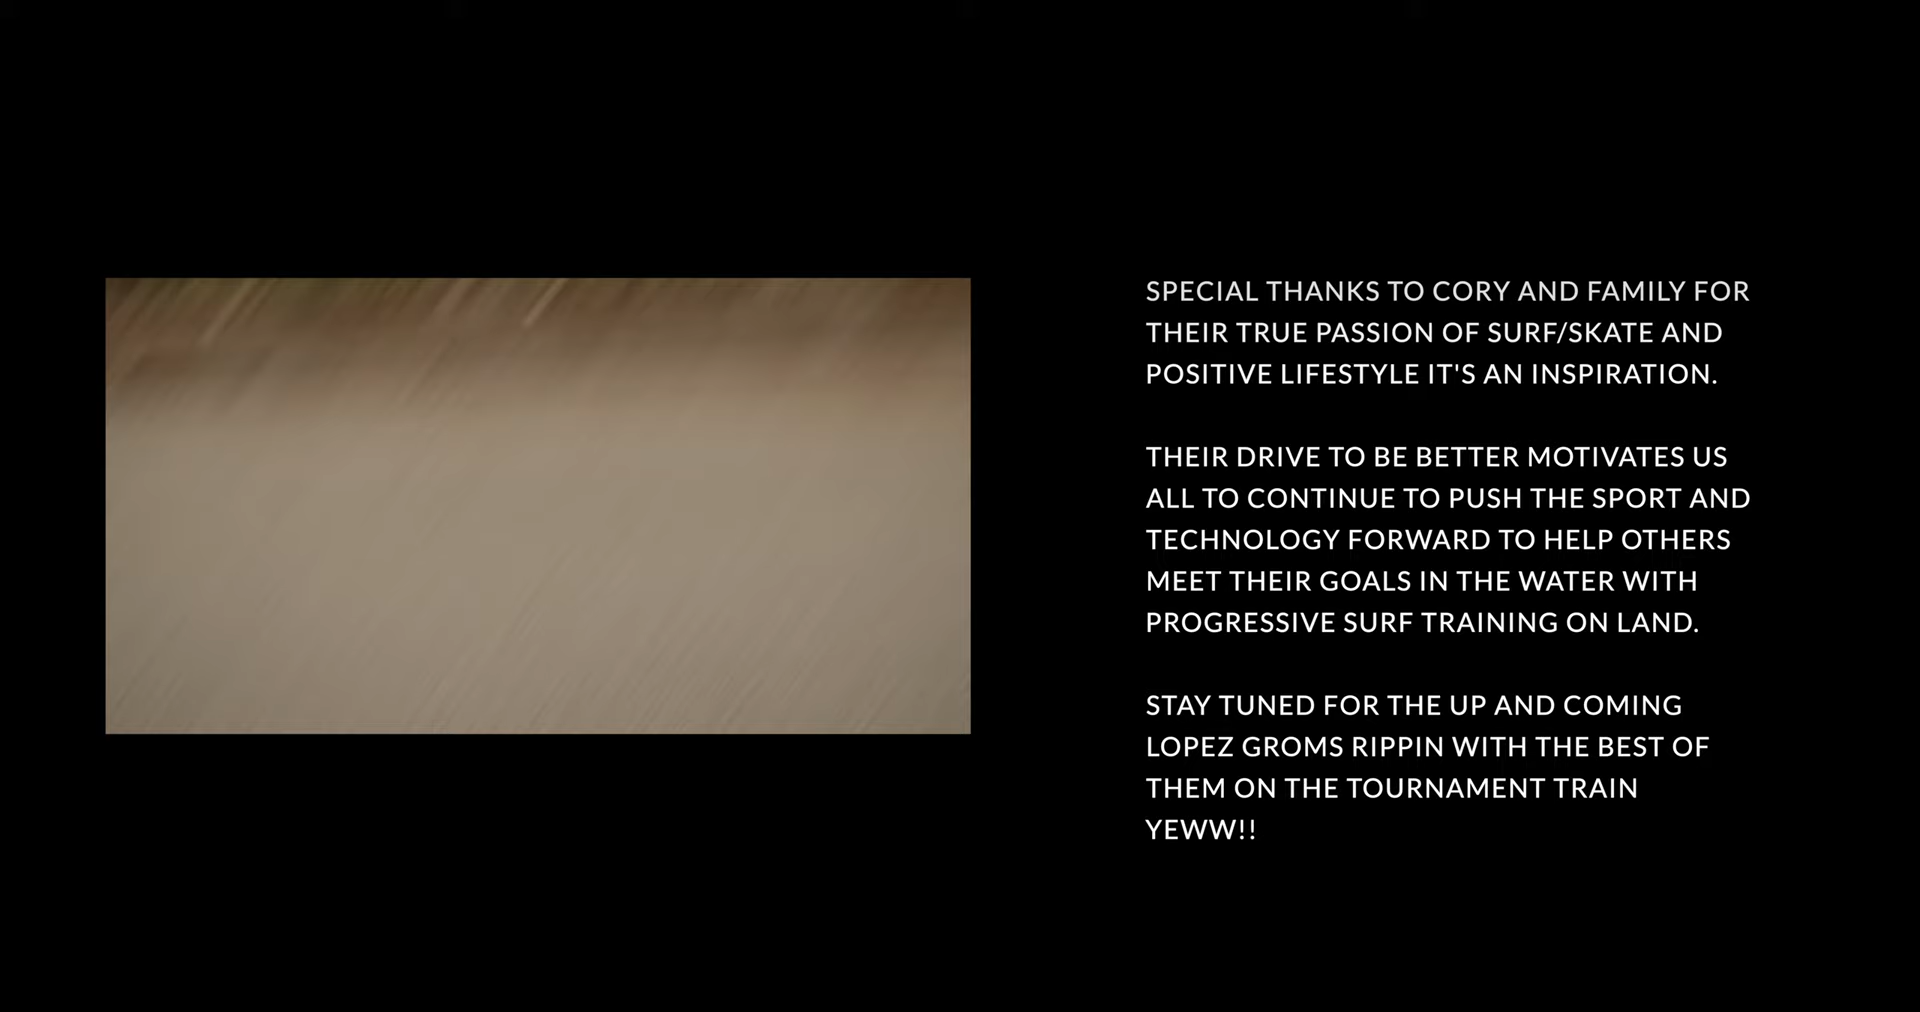 SPECIAL THANKS TO CORY AND FAMILY FOR
THEIR TRUE PASSION OF SURF/SKATE AND
POSITIVE LIFESTYLE IT'S AN INSPIRATION.
THEIR DRIVE TO BE BETTER MOTIVATES US
ALL TO CONTINUE TO PUSH THE SPORT AND
TECHNOLOGY FORWARD TO HELP OTHERS
MEET THEIR GOALS IN THE WATER WITH
PROGRESSIVE SURF TRAINING ON LAND.
STAY TUNED FOR THE UP AND COMING
LOPEZ GROMS RIPPIN WITH THE BEST OF
THEM ON THE TOURNAMENT TRAIN
YEWW!!